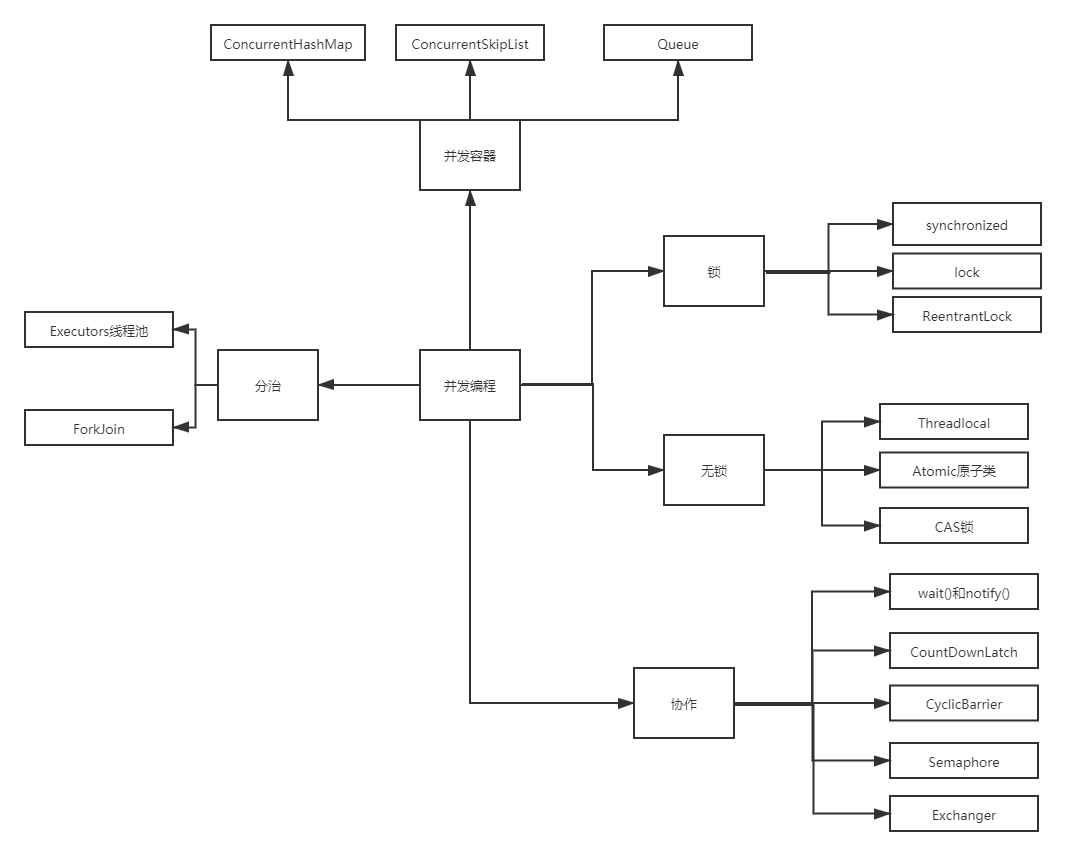 ConcurrentHashMap
ConcurrentSkipList
Queue
并发容器
锁
synchronized
lock
ReentrantLock
Executors线程池
分治
ForkJoin
并发编程
无锁
Threadlocal
Atomic原子类
CAS锁
协作
wait()和notify()
CountDownLatch
CyclicBarrier
Semaphore
Exchanger